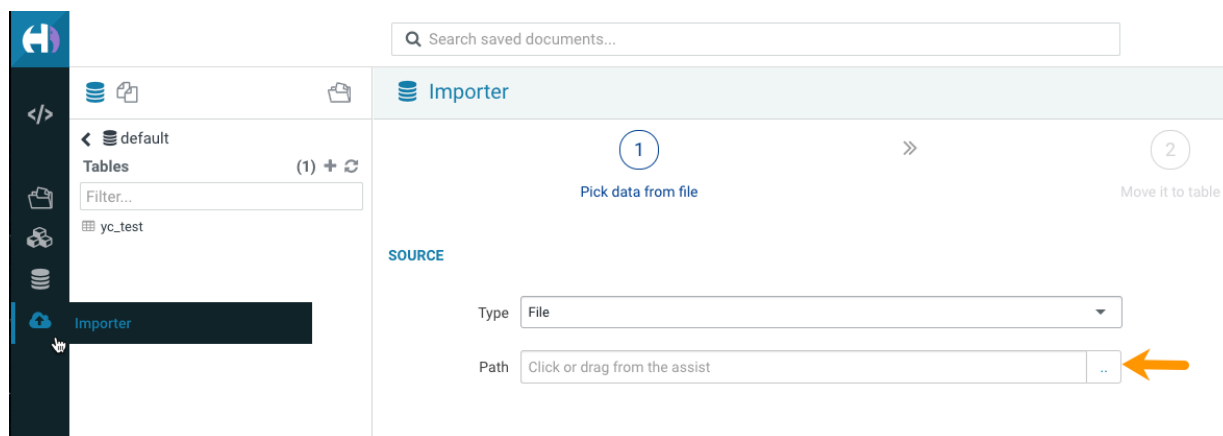 Search saved documents...
</>
Importer
default
Tables (1)
Filter...
yc_test
Importer
1
2
Pick data from file
Move it to table
SOURCE
Type File
Path Click or drag from the assist ..